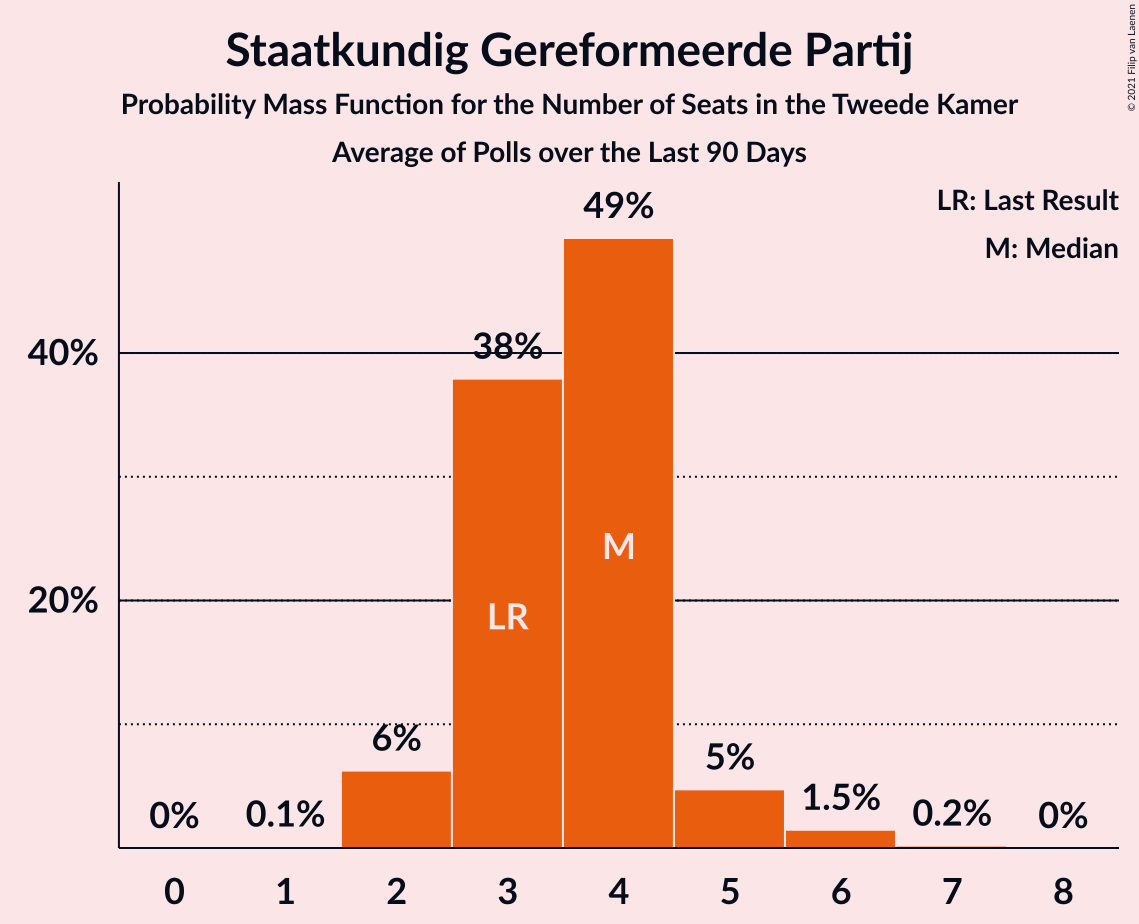 Staatkundig Gereformeerde Partij
Probability Mass Function for the Number of Seats in the Tweede Kamer
Average of Polls over the Last 90 Days
© 2021 Filip van Laenen
LR: Last Result
M: Median
49%
40%
38%
M
20%
LR
6%
5%
1.5%
0%
0.1%
0.2%
0%
0 1 2 3 4 5 6 7 8